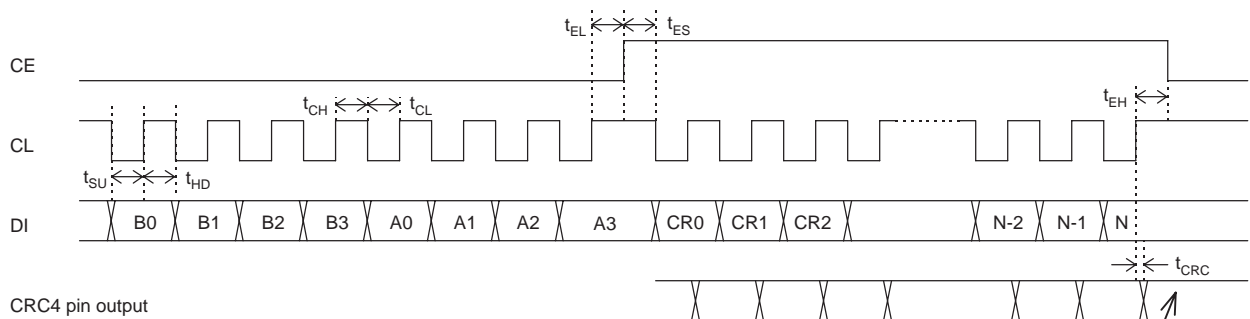 tEL tES
CE
tCH tCL tEH
CL
tSU tHD
DI B0 B1 B2 B3 A0 A1 A2 A3 CR0 CR1 CR2 N-2 N-1 N
tCRC
CRC4 pin output